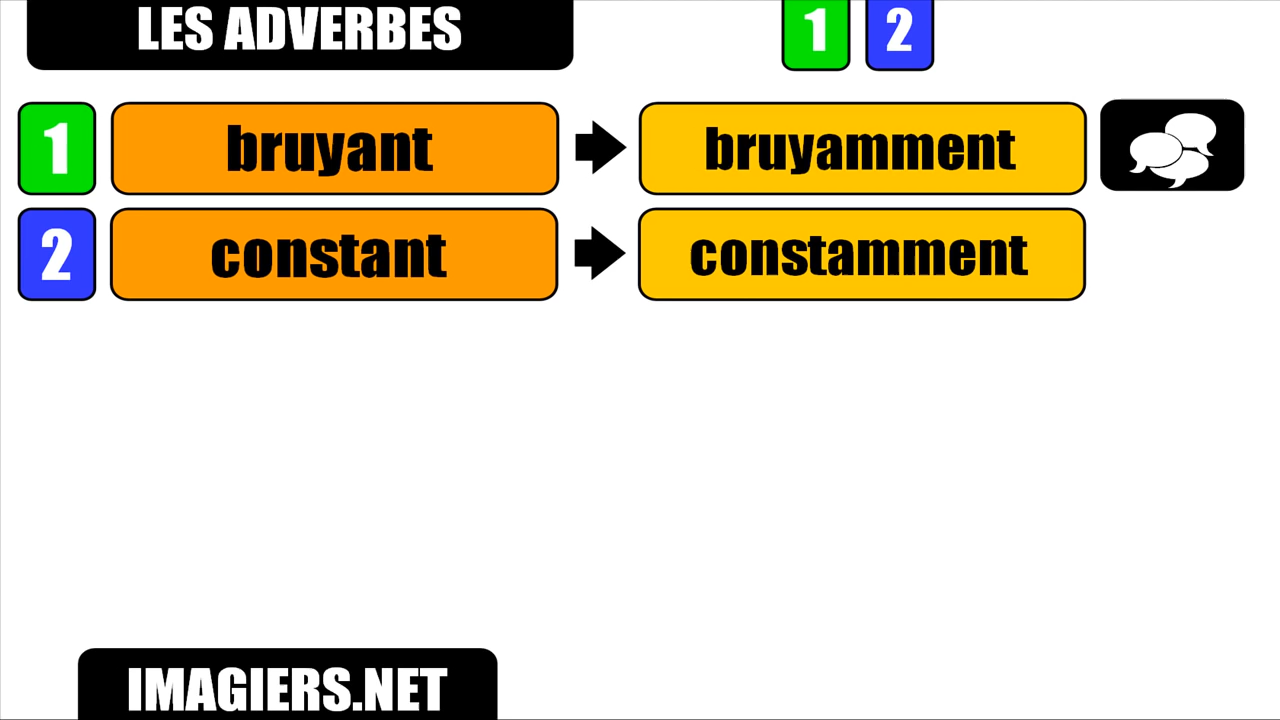 LES ADVERBES
1 2
1 bruyant bruyamment
2 constant constamment
IMAGIERS.NET